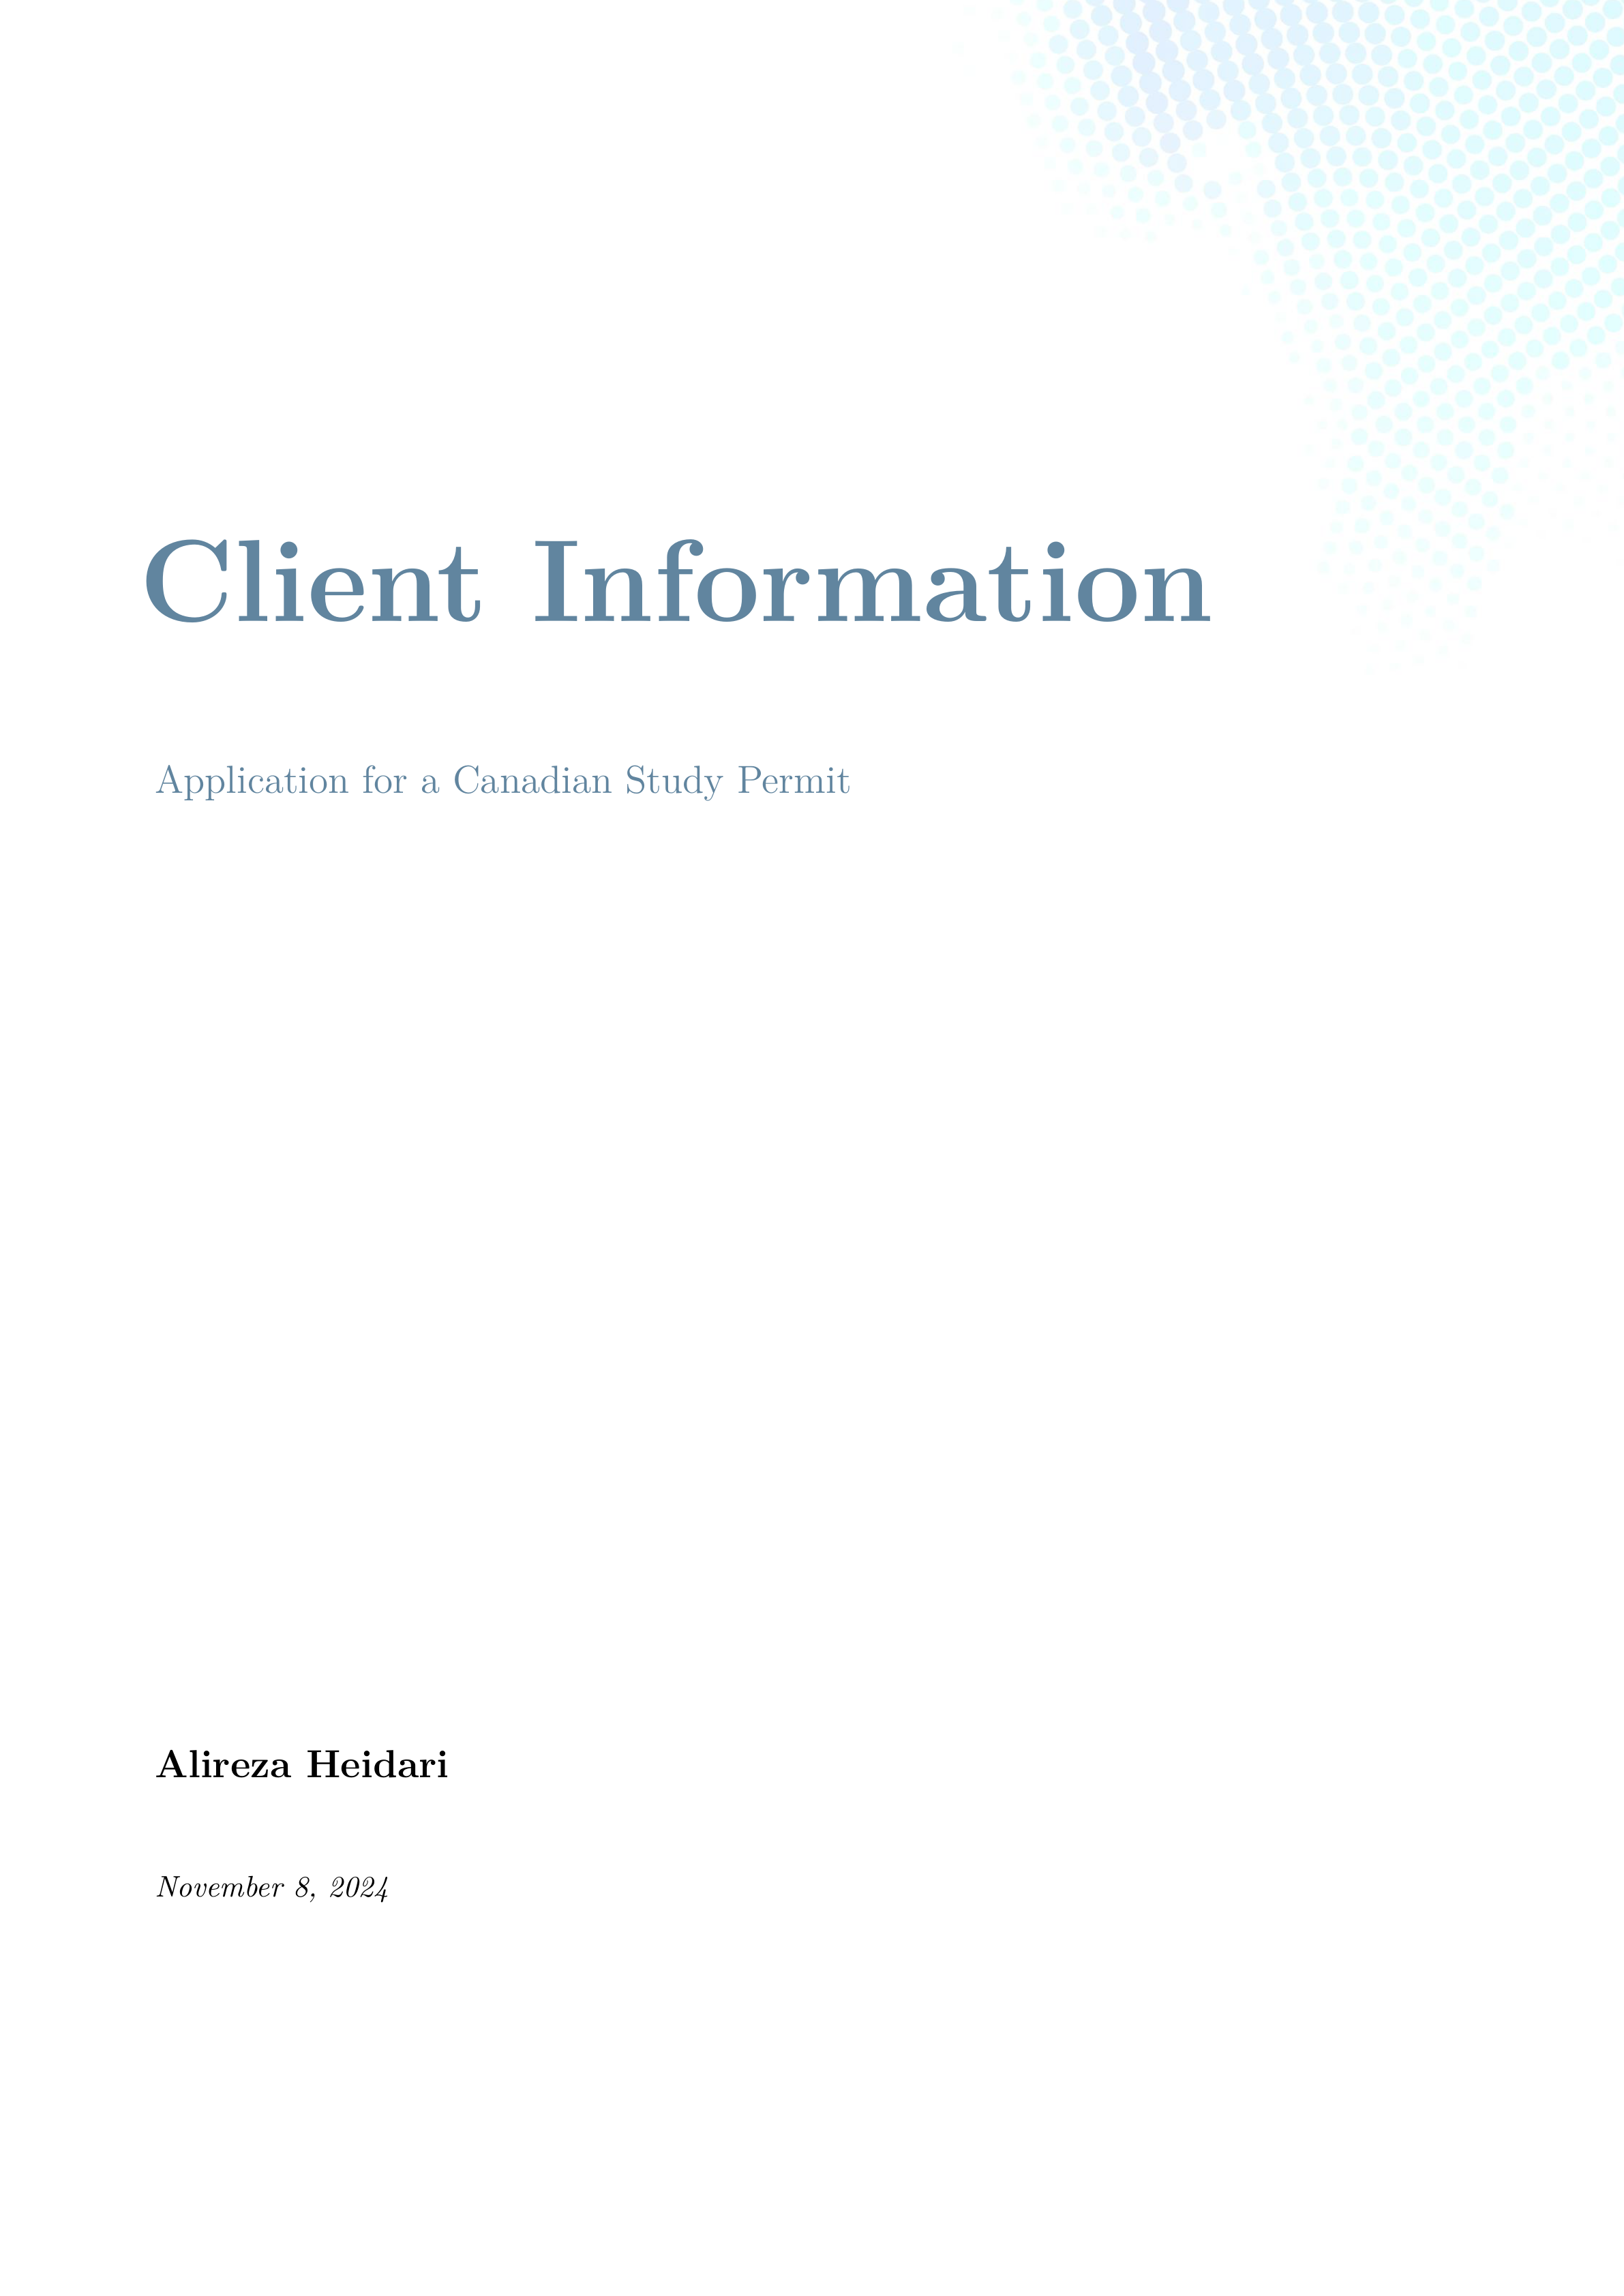 Client Information
Application for a Canadian Study Permit
Alireza Heidari
November 8, 2024